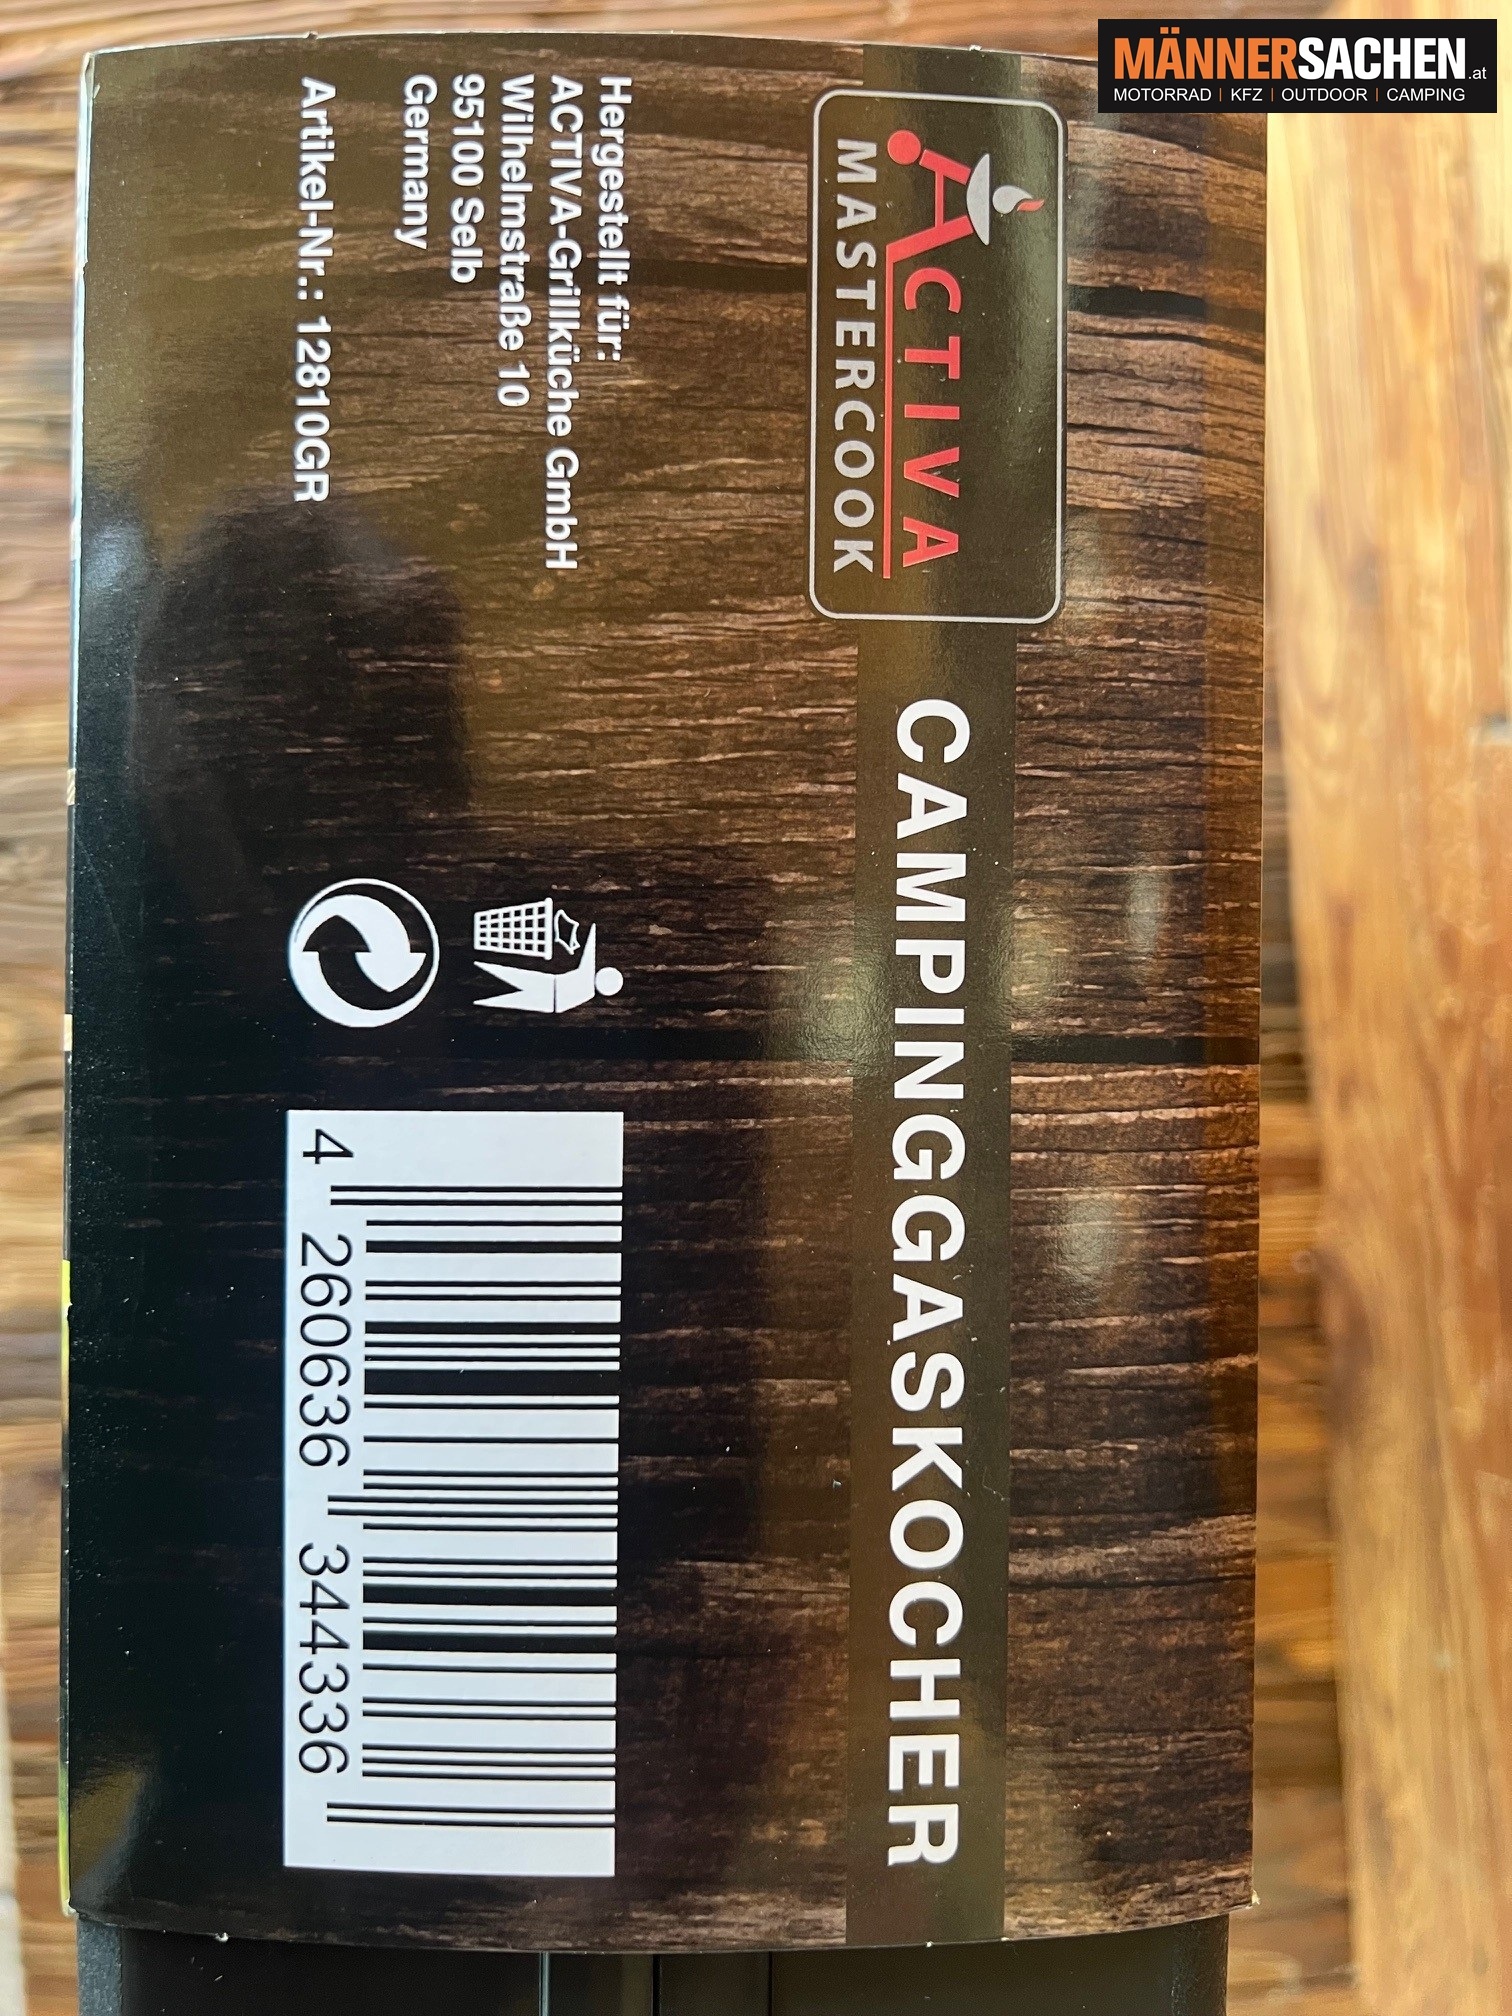 MÄNNERSACHEN.at
MOTORRAD | KFZ | OUTDOOR | CAMPING
ACTIVA
MASTERCOOK
CAMPINGGASKOCHER
Hergestellt für:
ACTIVA-Grillküche GmbH
Wilhelmstraße 10
95100 Selb
Germany
Artikel-Nr.: 12810GR
4 260636 344336